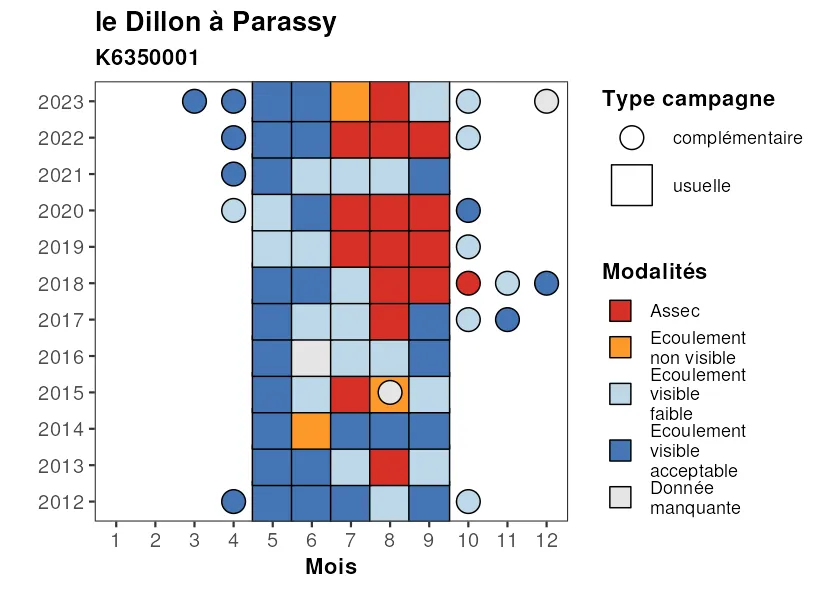 le Dillon à Parassy
K6350001
2023
2022
2021
2020
2019
2018
2017
2016
2015
2014
2013
2012
1 2 3 4 5 6 7 8 9 10 11 12
Mois
Type campagne
complémentaire
usuelle
Modalités
Assec
Ecoulement
non visible
Ecoulement
visible
faible
Ecoulement
visible
acceptable
Donnée
manquante